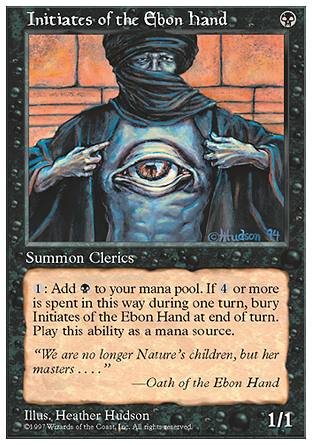 Initiates of the Ebon Hand
© Hudson 94
Summon Clerics
1: Add to your mana pool. If 4 or more
is spent in this way during one turn, bury
Initiates of the Ebon Hand at end of turn.
Play this ability as a mana source.
"We are no longer Nature's children, but her
masters . . . ."
—Oath of the Ebon Hand
Illus. Heather Hudson
©1997 Wizards of the Coast, Inc. All rights reserved.
1/1